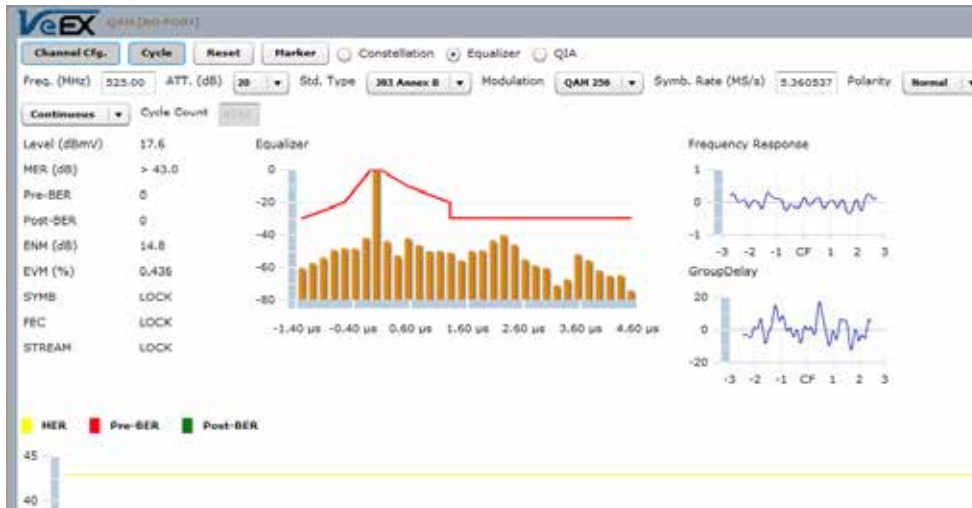 VeEX QAM [NO PORT]
Channel Cfg. Cycle Reset Marker Constellation Equalizer QIA
Freq. (MHz) 525.00 ATT. (dB) 20 Std. Type J83 Annex B Modulation QAM 256 Symb. Rate (MS/s) 5.360537 Polarity Normal
Continuous Cycle Count
Level (dBmV) 17.6
MER (dB) > 43.0
Pre-BER 0
Post-BER 0
ENM (dB) 14.8
EVM (%) 0.436
SYMB LOCK
FEC LOCK
STREAM LOCK
Equalizer
0
-20
-40
-60
-80
-1.40 µs -0.40 µs 0.60 µs 1.60 µs 2.60 µs 3.60 µs 4.60 µs
Frequency Response
1
0
-1
-3 -2 -1 CF 1 2 3
GroupDelay
20
0
-20
-3 -2 -1 CF 1 2 3
MER Pre-BER Post-BER
45
40